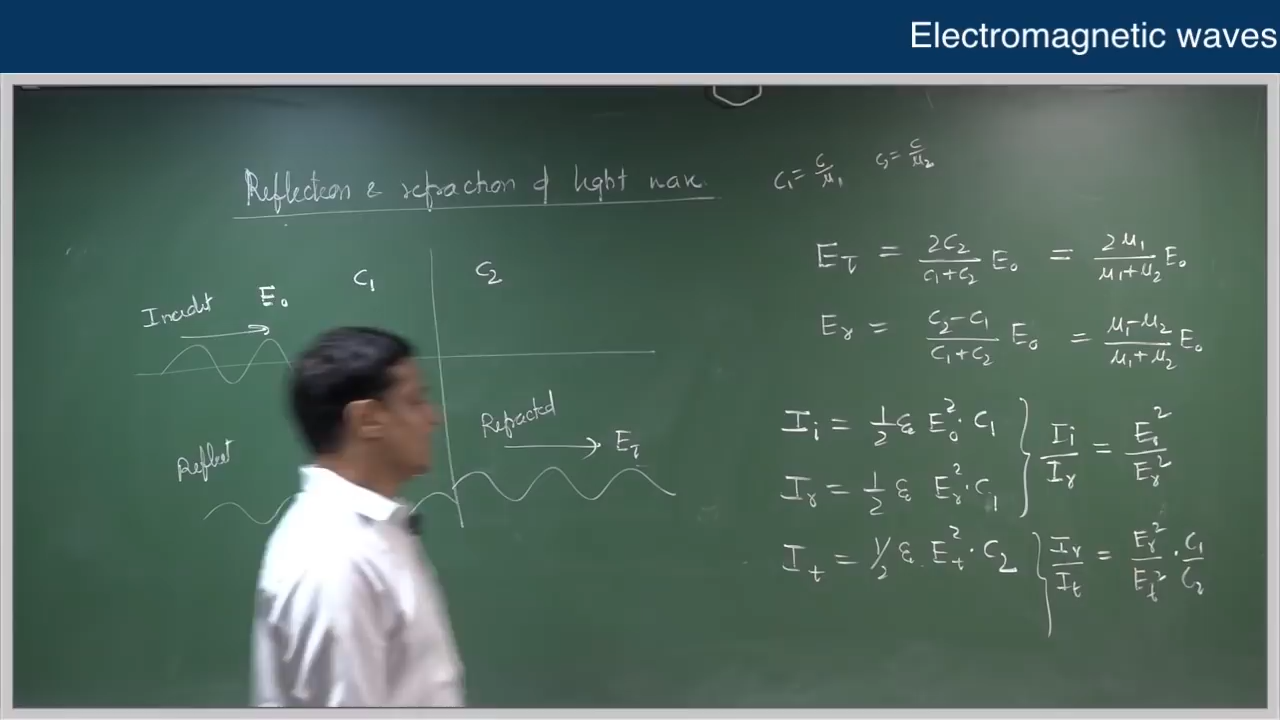 Electromagnetic waves
Reflection & refraction of light wave.
C₁ = C/μ₁
C₂ = C/μ₂
Incident
E₀
C₁
C₂
Reflect
Refracted
E_T
E_T = 2C₂/(C₁+C₂) E₀ = 2μ₁/(μ₁+μ₂) E₀
E_r = (C₂-C₁)/(C₁+C₂) E₀ = (μ₁-μ₂)/(μ₁+μ₂) E₀
I_i = 1/2 ε E₀²·C₁
I_r = 1/2 ε E_r²·C₁
I_i/I_r = E_i²/E_r²
I_t = 1/2 ε E_t²·C₂
I_r/I_t = E_r²/E_t² · C₁/C₂